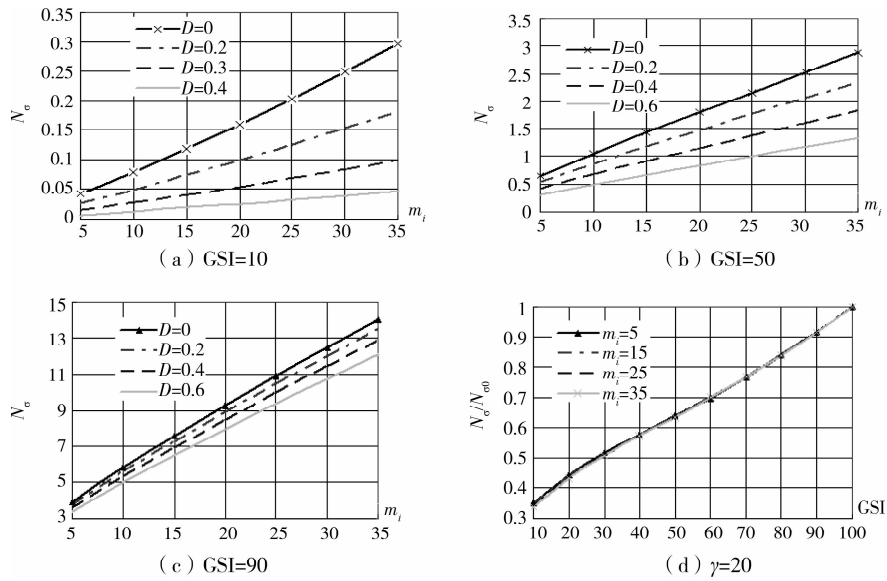 0.35
0.3
0.25
0.2
0.15
0.1
0.05
0
N_σ
D=0
D=0.2
D=0.3
D=0.4
5 10 15 20 25 30 35
m_i
(a) GSI=10
3.5
3
2.5
2
1.5
1
0.5
0
N_σ
D=0
D=0.2
D=0.4
D=0.6
5 10 15 20 25 30 35
m_i
(b) GSI=50
15
13
11
9
7
5
3
N_σ
D=0
D=0.2
D=0.4
D=0.6
5 10 15 20 25 30 35
m_i
(c) GSI=90
1
0.9
0.8
0.7
0.6
0.5
0.4
0.3
N_σ/N_σ0
m_i=5
m_i=15
m_i-25
m_i=35
10 20 30 40 50 60 70 80 90 100
GSI
(d) γ=20